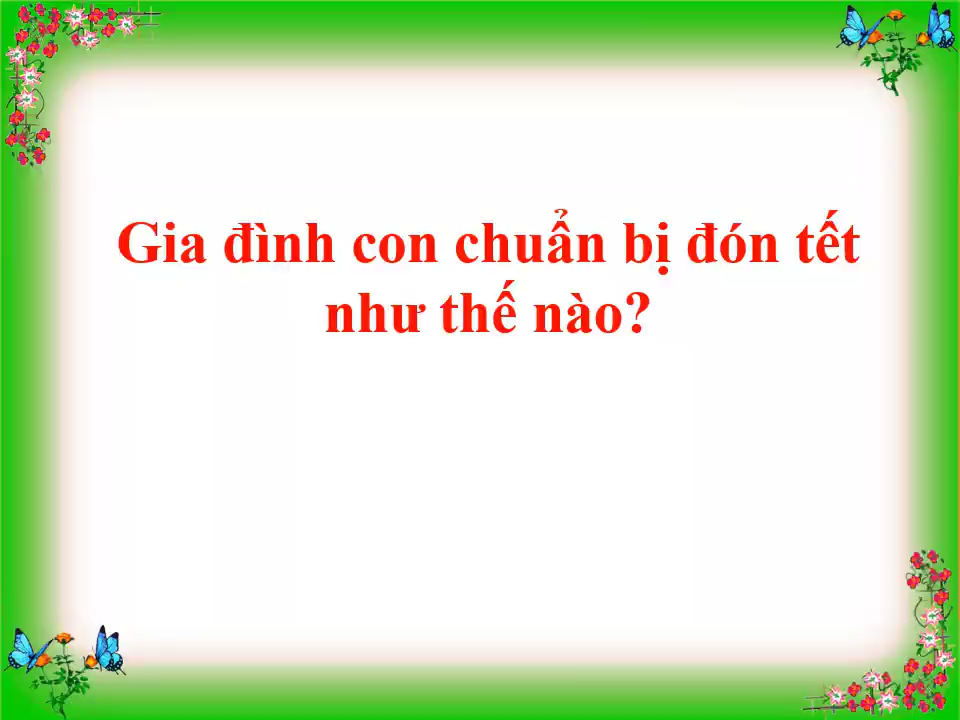 Gia đình con chuẩn bị đón tết
như thế nào?